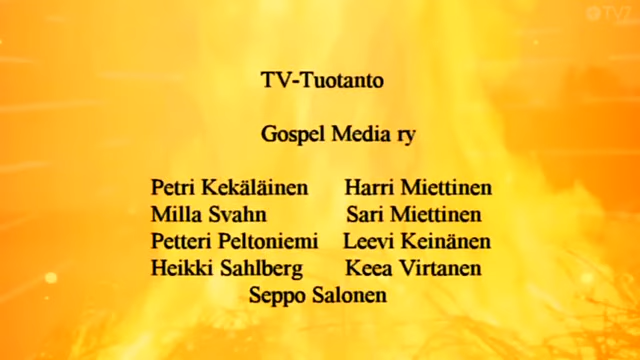 TV7
TV-Tuotanto
Gospel Media ry
Petri Kekäläinen Harri Miettinen
Milla Svahn Sari Miettinen
Petteri Peltoniemi Leevi Keinänen
Heikki Sahlberg Keea Virtanen
Seppo Salonen